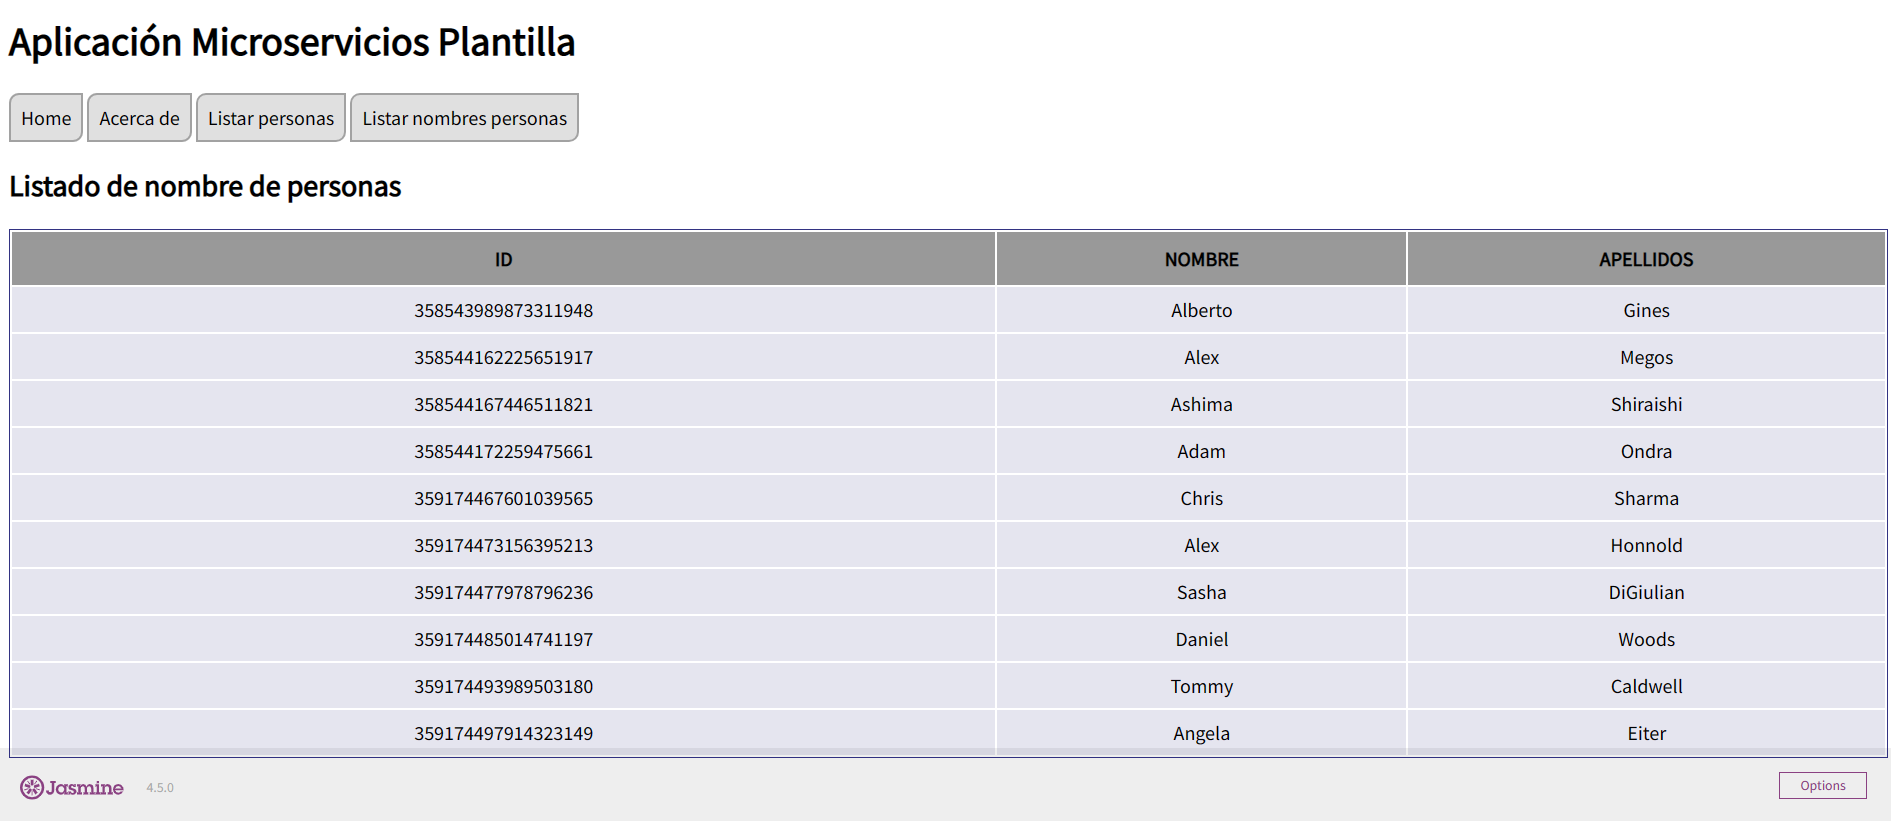 Aplicación Microservicios Plantilla
Home Acerca de Listar personas Listar nombres personas
Listado de nombre de personas
ID NOMBRE APELLIDOS
358543989873311948 Alberto Gines
358544162225651917 Alex Megos
358544167446511821 Ashima Shiraishi
358544172259475661 Adam Ondra
359174467601039565 Chris Sharma
359174473156395213 Alex Honnold
359174477978796236 Sasha DiGiulian
359174485014741197 Daniel Woods
359174493989503180 Tommy Caldwell
359174497914323149 Angela Eiter
Jasmine 4.5.0 Options